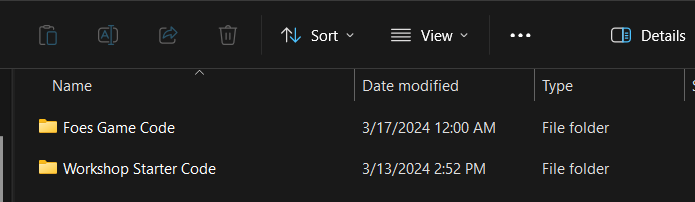 Sort View ••• Details
Name Date modified Type
Foes Game Code 3/17/2024 12:00 AM File folder
Workshop Starter Code 3/13/2024 2:52 PM File folder